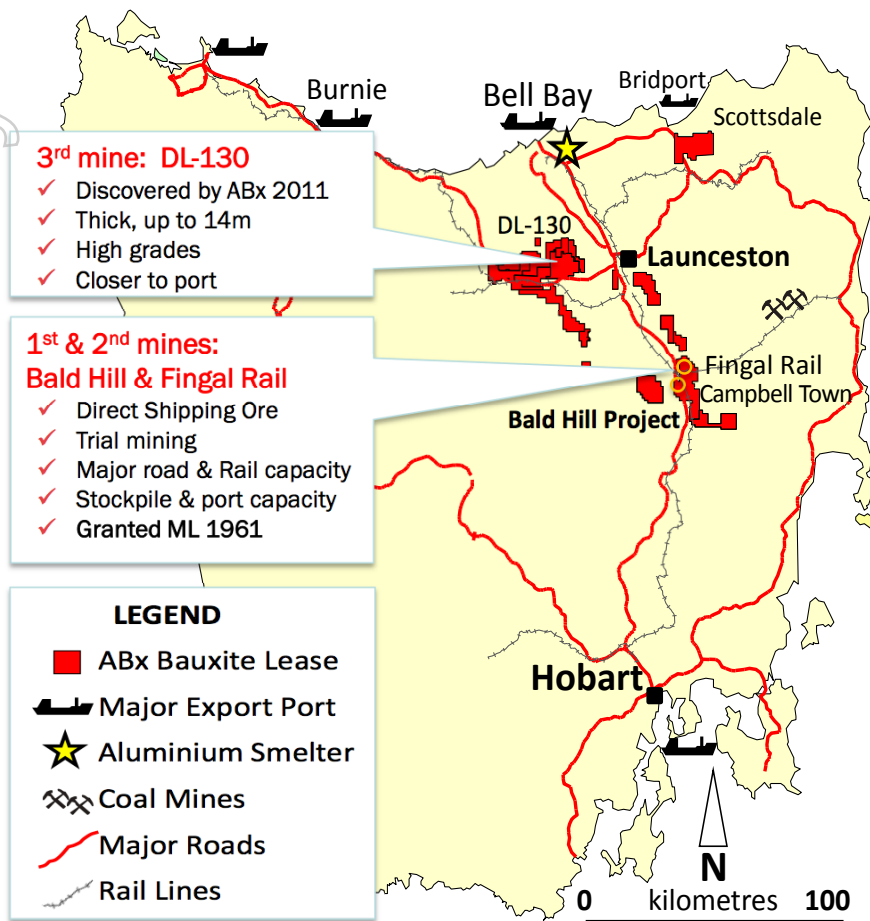 Burnie
Bell Bay
Bridport
Scottsdale
3rd mine: DL-130
✓ Discovered by ABx 2011
✓ Thick, up to 14m
✓ High grades
✓ Closer to port
DL-130
Launceston
1st & 2nd mines:
Bald Hill & Fingal Rail
✓ Direct Shipping Ore
✓ Trial mining
✓ Major road & Rail capacity
✓ Stockpile & port capacity
✓ Granted ML 1961
Fingal Rail
Campbell Town
Bald Hill Project
LEGEND
ABx Bauxite Lease
Major Export Port
Aluminium Smelter
Coal Mines
Major Roads
Rail Lines
Hobart
N
0 kilometres 100